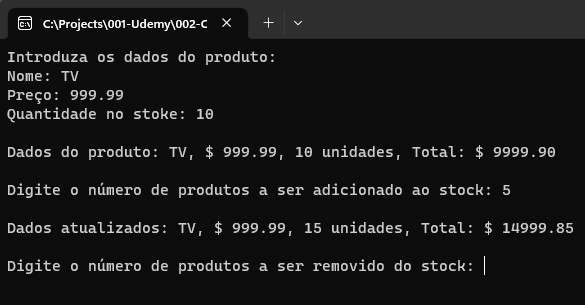 C:\Projects\001-Udemy\002-C
Introduza os dados do produto:
Nome: TV
Preço: 999.99
Quantidade no stoke: 10
Dados do produto: TV, $ 999.99, 10 unidades, Total: $ 9999.90
Digite o número de produtos a ser adicionado ao stock: 5
Dados atualizados: TV, $ 999.99, 15 unidades, Total: $ 14999.85
Digite o número de produtos a ser removido do stock: